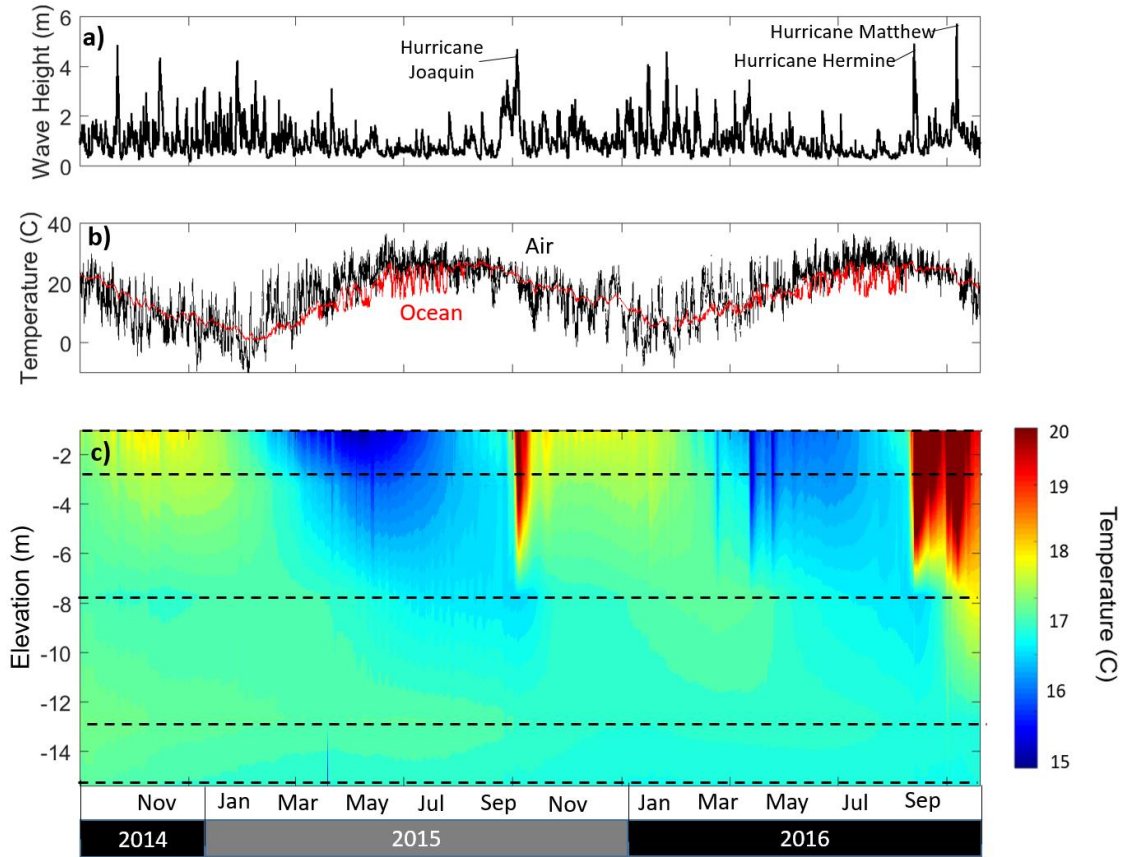 a)
Wave Height (m)
6
4
2
0
Hurricane
Joaquin
Hurricane Matthew
Hurricane Hermine
b)
Temperature (C)
40
20
0
Air
Ocean
c)
Elevation (m)
-2
-4
-6
-8
-10
-12
-14
20
19
18
17
16
15
Temperature (C)
Nov Jan Mar May Jul Sep Nov Jan Mar May Jul Sep
2014 2015 2016